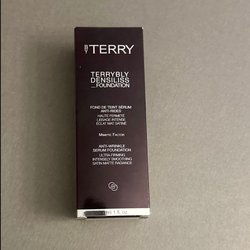 BY TERRY
TERRYBLY
DENSILISS
FOUNDATION
FOND DE TEINT SÉRUM
ANTI-RIDES
HAUTE FERMETÉ
LISSAGE INTENSE
ÉCLAT MAT SATINÉ
ANTI-WRINKLE
SERUM FOUNDATION
ULTRA-FIRMING
INTENSELY SMOOTHING
SATIN MATTE RADIANCE